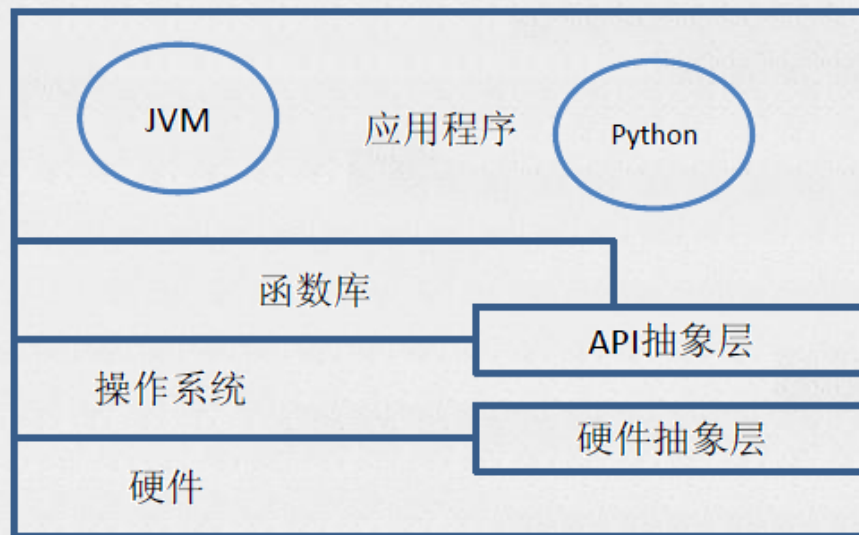 JVM
应用程序
Python
函数库
API抽象层
操作系统
硬件抽象层
硬件